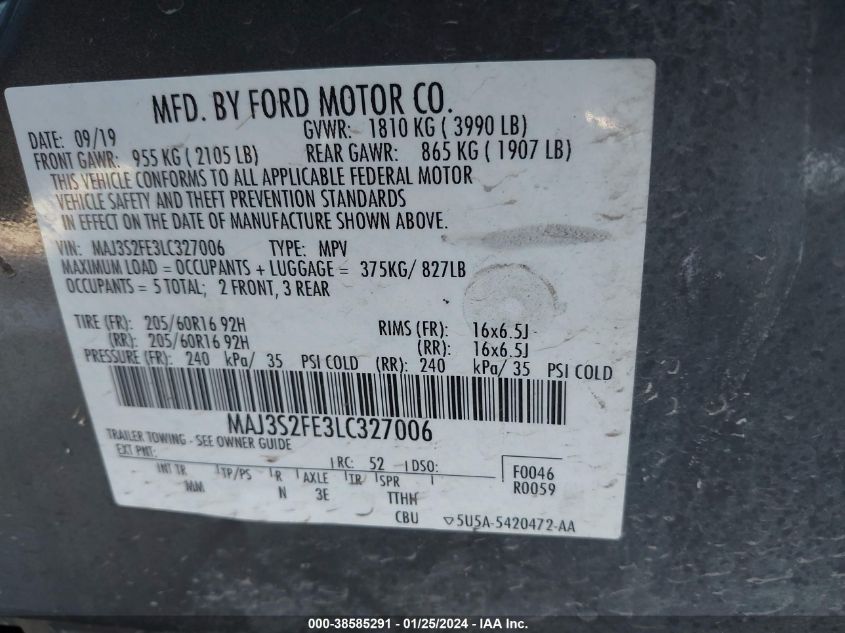 MFD. BY FORD MOTOR CO.
DATE: 09/19 GVWR: 1810 KG ( 3990 LB)
FRONT GAWR: 955 KG ( 2105 LB) REAR GAWR: 865 KG ( 1907 LB)
THIS VEHICLE CONFORMS TO ALL APPLICABLE FEDERAL MOTOR
VEHICLE SAFETY AND THEFT PREVENTION STANDARDS
IN EFFECT ON THE DATE OF MANUFACTURE SHOWN ABOVE.
VIN: MAJ3S2FE3LC327006 TYPE: MPV
MAXIMUM LOAD = OCCUPANTS + LUGGAGE = 375KG/ 827LB
OCCUPANTS = 5 TOTAL; 2 FRONT, 3 REAR
TIRE (FR): 205/60R16 92H RIMS (FR): 16x6.5J
(RR): 205/60R16 92H (RR): 16x6.5J
PRESSURE (FR): 240 kPa/ 35 PSI COLD (RR): 240 kPa/ 35 PSI COLD
MAJ3S2FE3LC327006
TRAILER TOWING - SEE OWNER GUIDE
EXT PNT: RC: 52 DSO: F0046
INT TR TP/PS R AXLE TR SPR R0059
MM N 3E TTHN
CBU ▽5U5A-5420472-AA
000-38585291 - 01/25/2024 - IAA Inc.